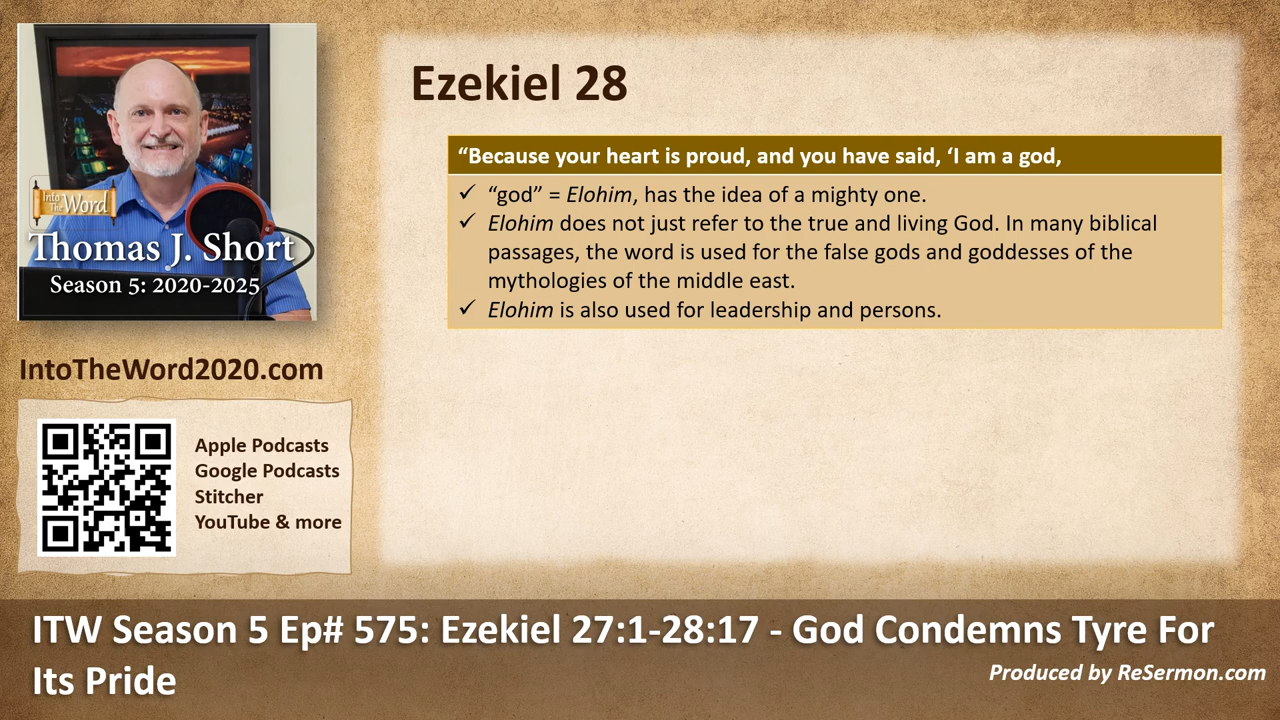 Into
The Word
Thomas J. Short
Season 5: 2020-2025
IntoTheWord2020.com
Apple Podcasts
Google Podcasts
Stitcher
YouTube & more
Ezekiel 28
“Because your heart is proud, and you have said, ‘I am a god,
✓ “god” = Elohim, has the idea of a mighty one.
✓ Elohim does not just refer to the true and living God. In many biblical
passages, the word is used for the false gods and goddesses of the
mythologies of the middle east.
✓ Elohim is also used for leadership and persons.
ITW Season 5 Ep# 575: Ezekiel 27:1-28:17 - God Condemns Tyre For
Its Pride
Produced by ReSermon.com